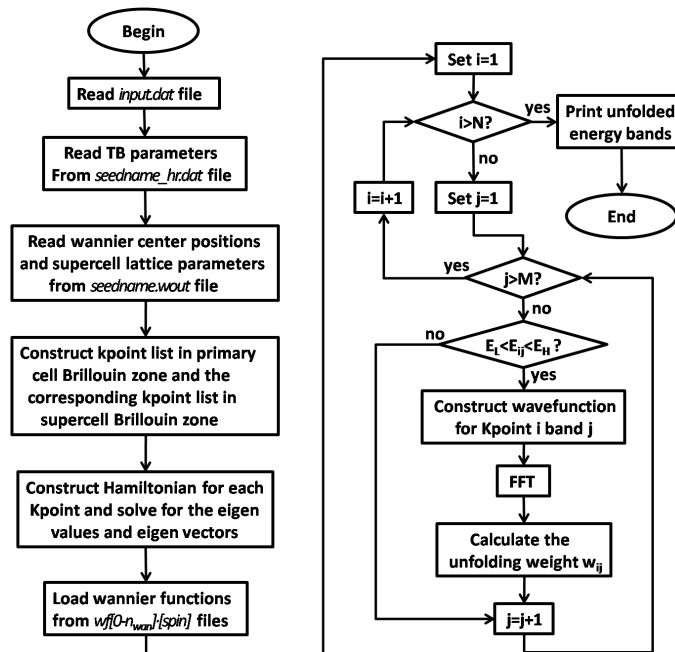 Begin
Read input.dat file
Read TB parameters
From seedname_hr.dat file
Read wannier center positions
and supercell lattice parameters
from seedname.wout file
Construct kpoint list in primary
cell Brillouin zone and the
corresponding kpoint list in
supercell Brillouin zone
Construct Hamiltonian for each
Kpoint and solve for the eigen
values and eigen vectors
Load wannier functions
from wf[0-nwan]-[spin] files
Set i=1
i>N?
yes
Print unfolded
energy bands
no
End
i=i+1
Set j=1
yes
j>M?
no
no
EL<Eij<EH ?
yes
Construct wavefunction
for Kpoint i band j
FFT
Calculate the
unfolding weight wij
j=j+1